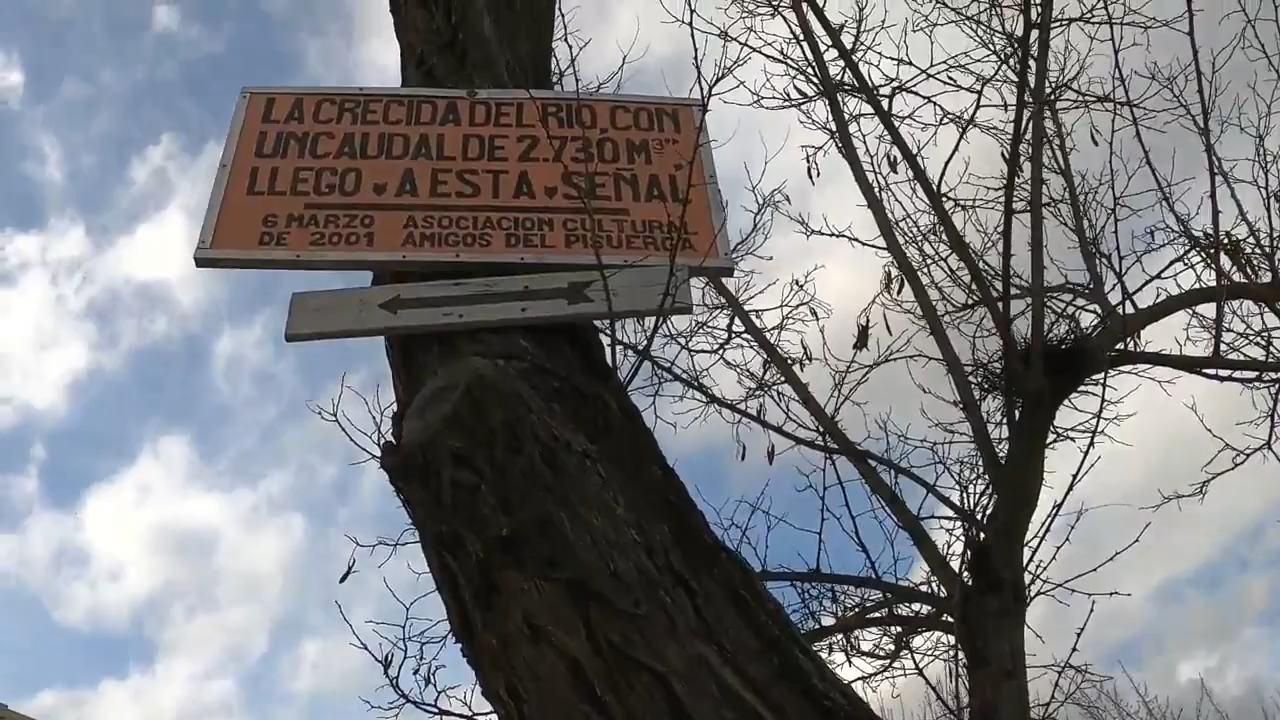 LA CRECIDA DEL RIO, CON
UN CAUDAL DE 2.730 M³"
LLEGO A ESTA SEÑAL
6 MARZO ASOCIACION CULTURAL
DE 2001 AMIGOS DEL PISUERGA